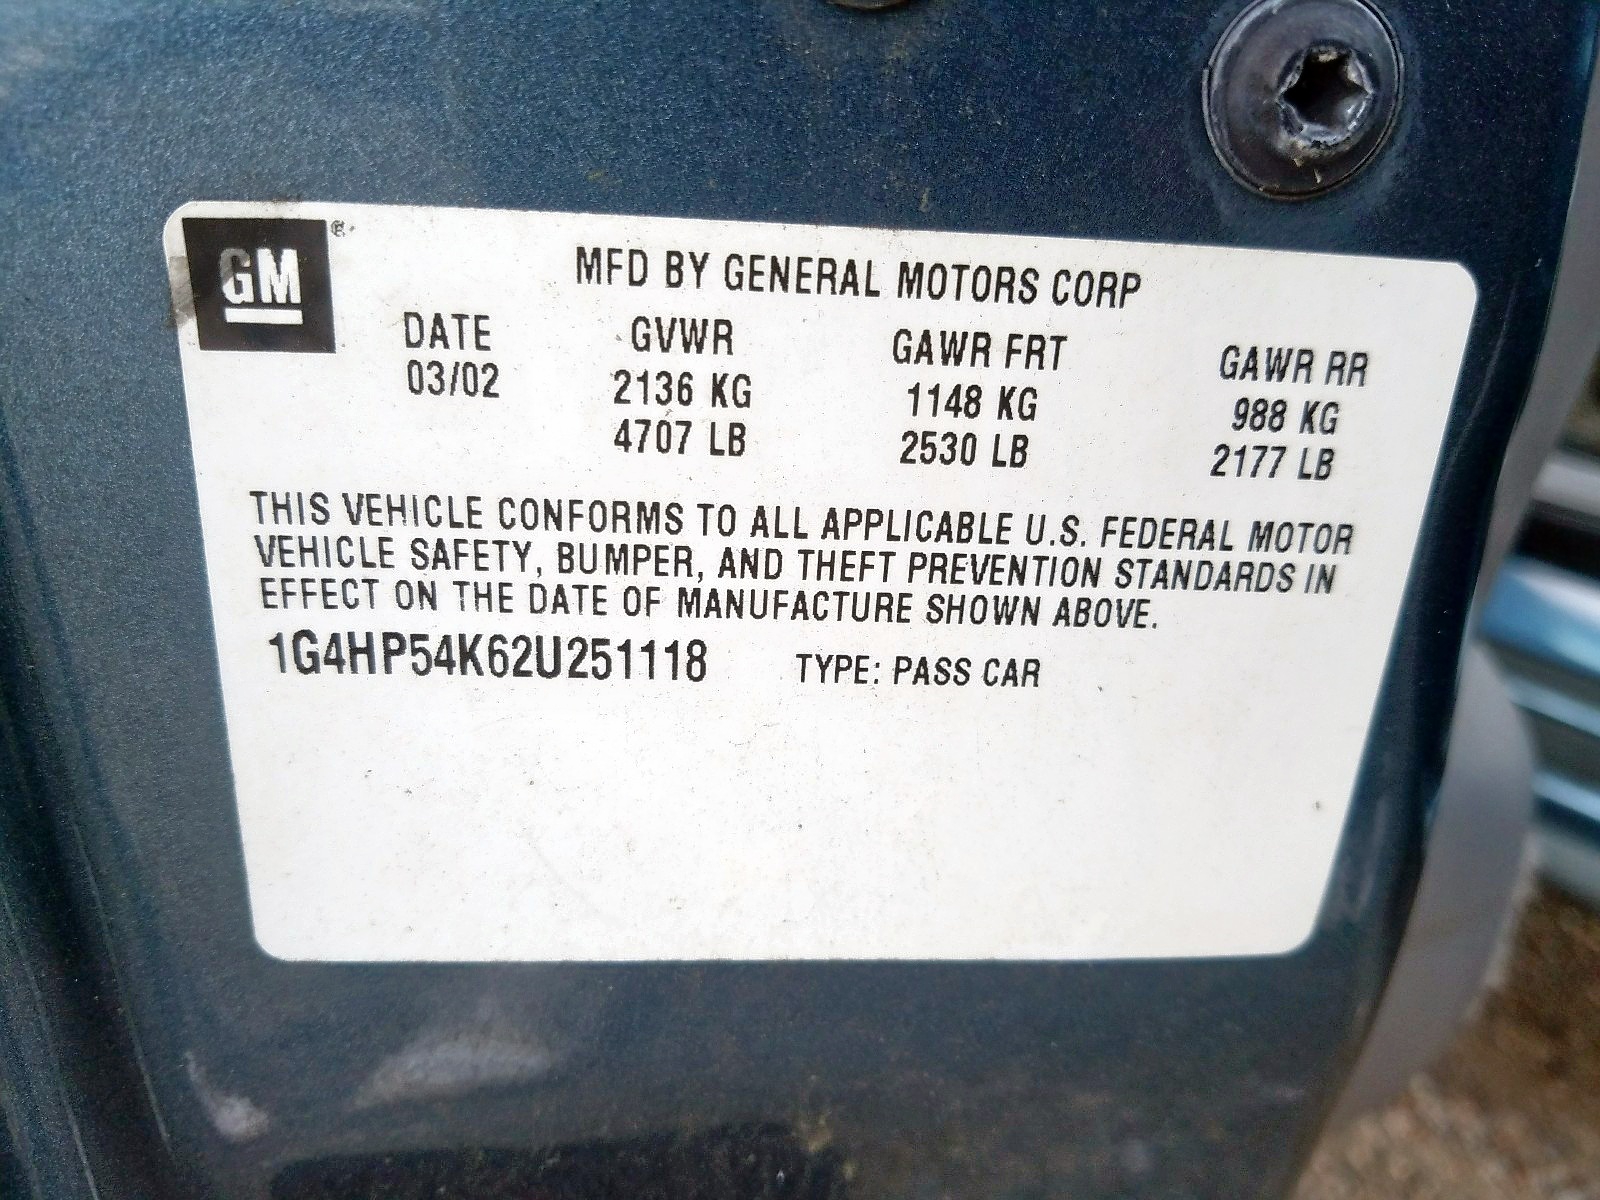 GM ®
MFD BY GENERAL MOTORS CORP
DATE GVWR GAWR FRT GAWR RR
03/02 2136 KG 1148 KG 988 KG
4707 LB 2530 LB 2177 LB
THIS VEHICLE CONFORMS TO ALL APPLICABLE U.S. FEDERAL MOTOR
VEHICLE SAFETY, BUMPER, AND THEFT PREVENTION STANDARDS IN
EFFECT ON THE DATE OF MANUFACTURE SHOWN ABOVE.
1G4HP54K62U251118 TYPE: PASS CAR